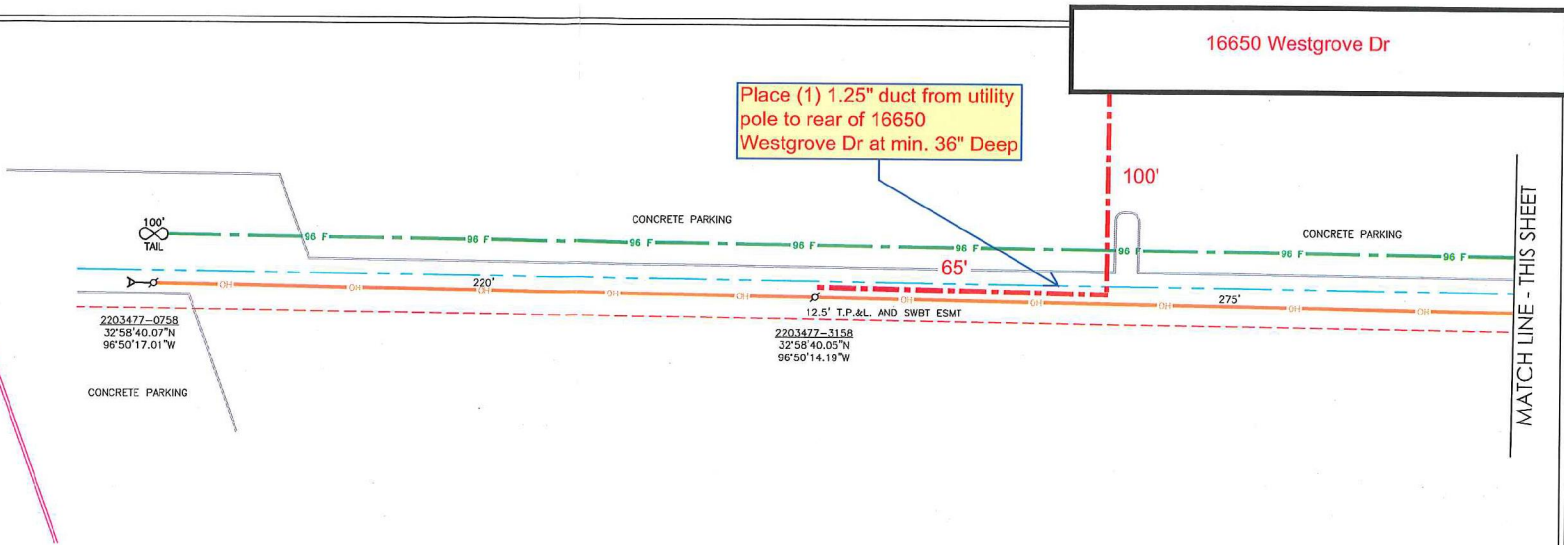 16650 Westgrove Dr
Place (1) 1.25" duct from utility
pole to rear of 16650
Westgrove Dr at min. 36" Deep
100'
100'
TAIL
CONCRETE PARKING
CONCRETE PARKING
96 F
96 F
96 F
96 F
96 F
96 F
96 F
96 F
65'
220'
275'
OH
OH
OH
OH
OH
OH
OH
OH
OH
OH
12.5' T.P.&L. AND SWBT ESMT
2203477-0758
32°58'40.07"N
96°50'17.01"W
2203477-3158
32°58'40.05"N
96°50'14.19"W
CONCRETE PARKING
MATCH LINE - THIS SHEET